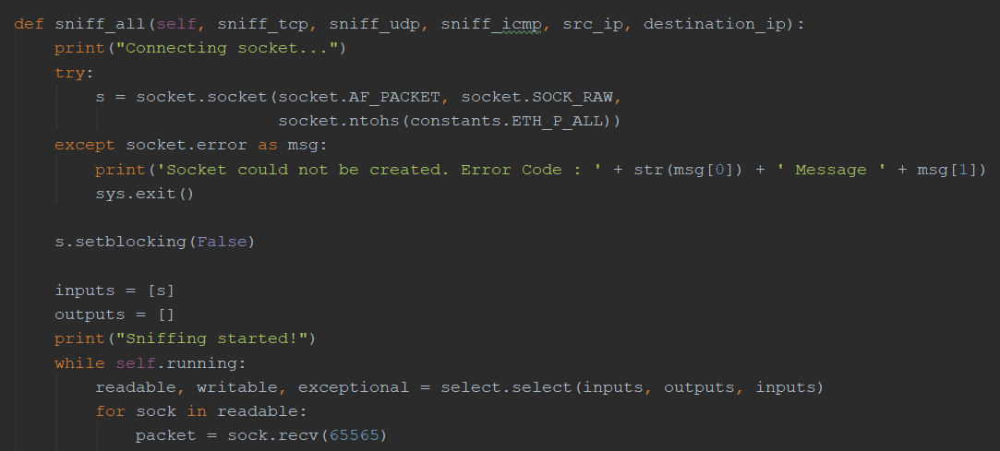 def sniff_all(self, sniff_tcp, sniff_udp, sniff_icmp, src_ip, destination_ip):
    print("Connecting socket...")
    try:
        s = socket.socket(socket.AF_PACKET, socket.SOCK_RAW,
                          socket.ntohs(constants.ETH_P_ALL))
    except socket.error as msg:
        print('Socket could not be created. Error Code : ' + str(msg[0]) + ' Message ' + msg[1])
        sys.exit()

    s.setblocking(False)

    inputs = [s]
    outputs = []
    print("Sniffing started!")
    while self.running:
        readable, writable, exceptional = select.select(inputs, outputs, inputs)
        for sock in readable:
            packet = sock.recv(65565)